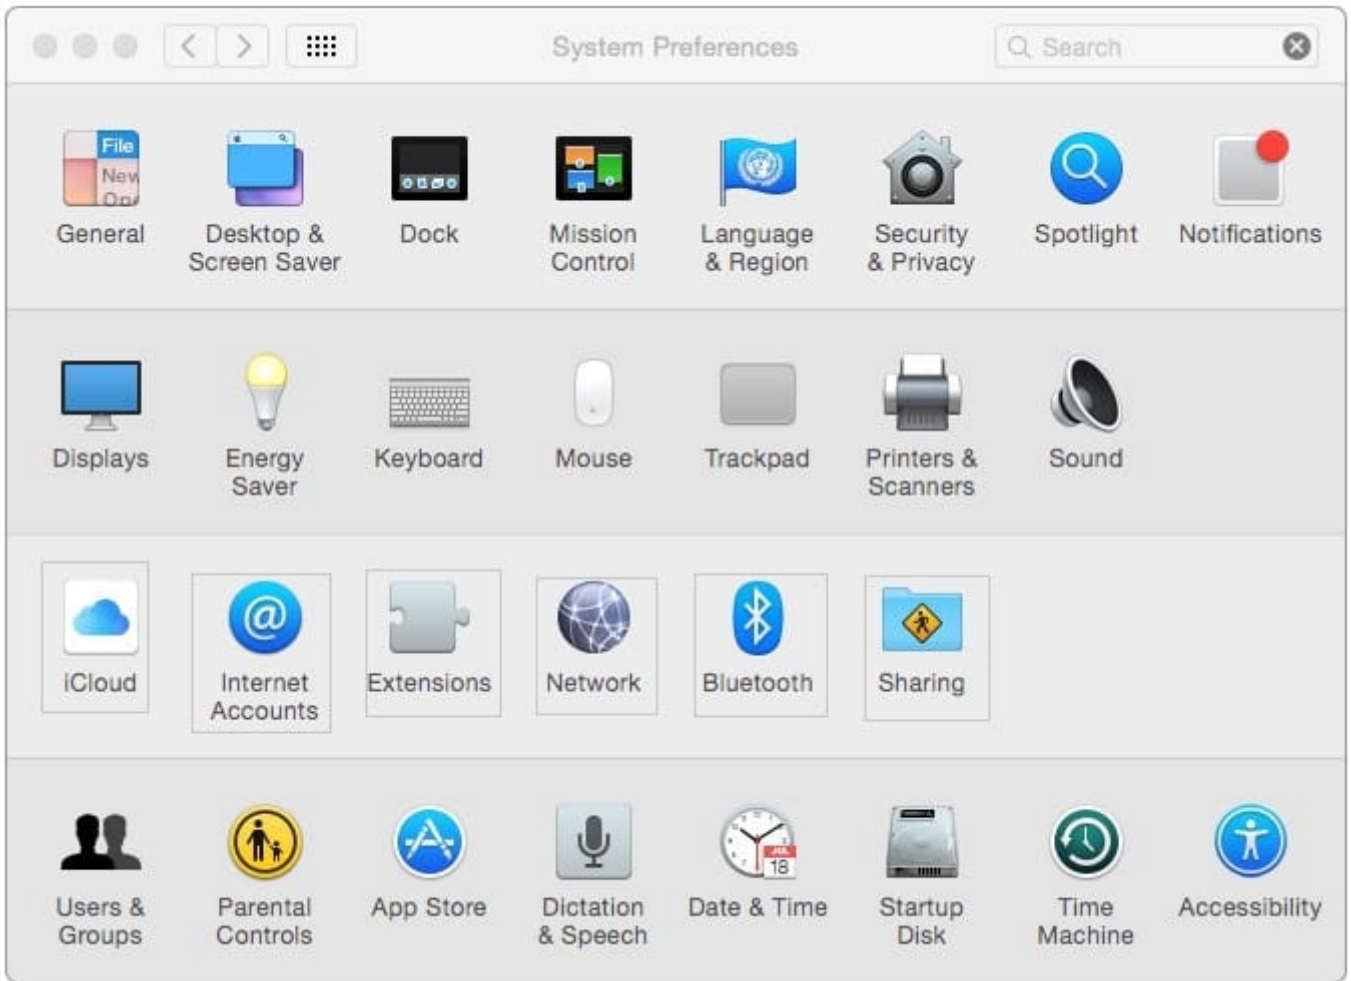 System Preferences
Search
File
New
General
Desktop &
Screen Saver
Dock
Mission
Control
Language
& Region
Security
& Privacy
Spotlight
Notifications
Displays
Energy
Saver
Keyboard
Mouse
Trackpad
Printers &
Scanners
Sound
iCloud
@
Internet
Accounts
Extensions
Network
Bluetooth
Sharing
JUL
18
Users &
Groups
Parental
Controls
App Store
Dictation
& Speech
Date & Time
Startup
Disk
Time
Machine
Accessibility